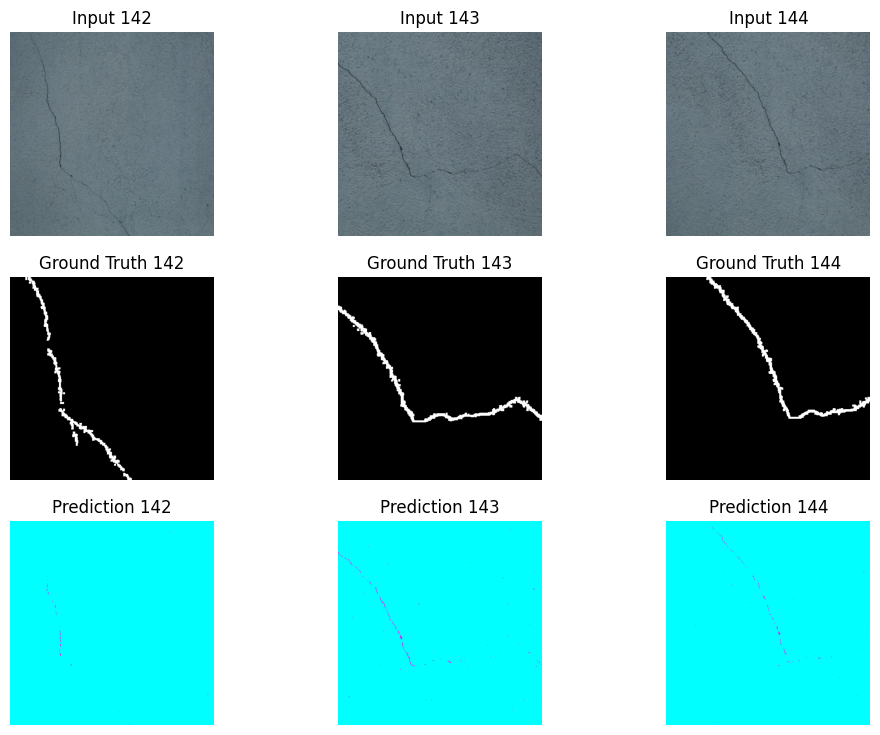 Input 142
Input 143
Input 144
Ground Truth 142
Ground Truth 143
Ground Truth 144
Prediction 142
Prediction 143
Prediction 144